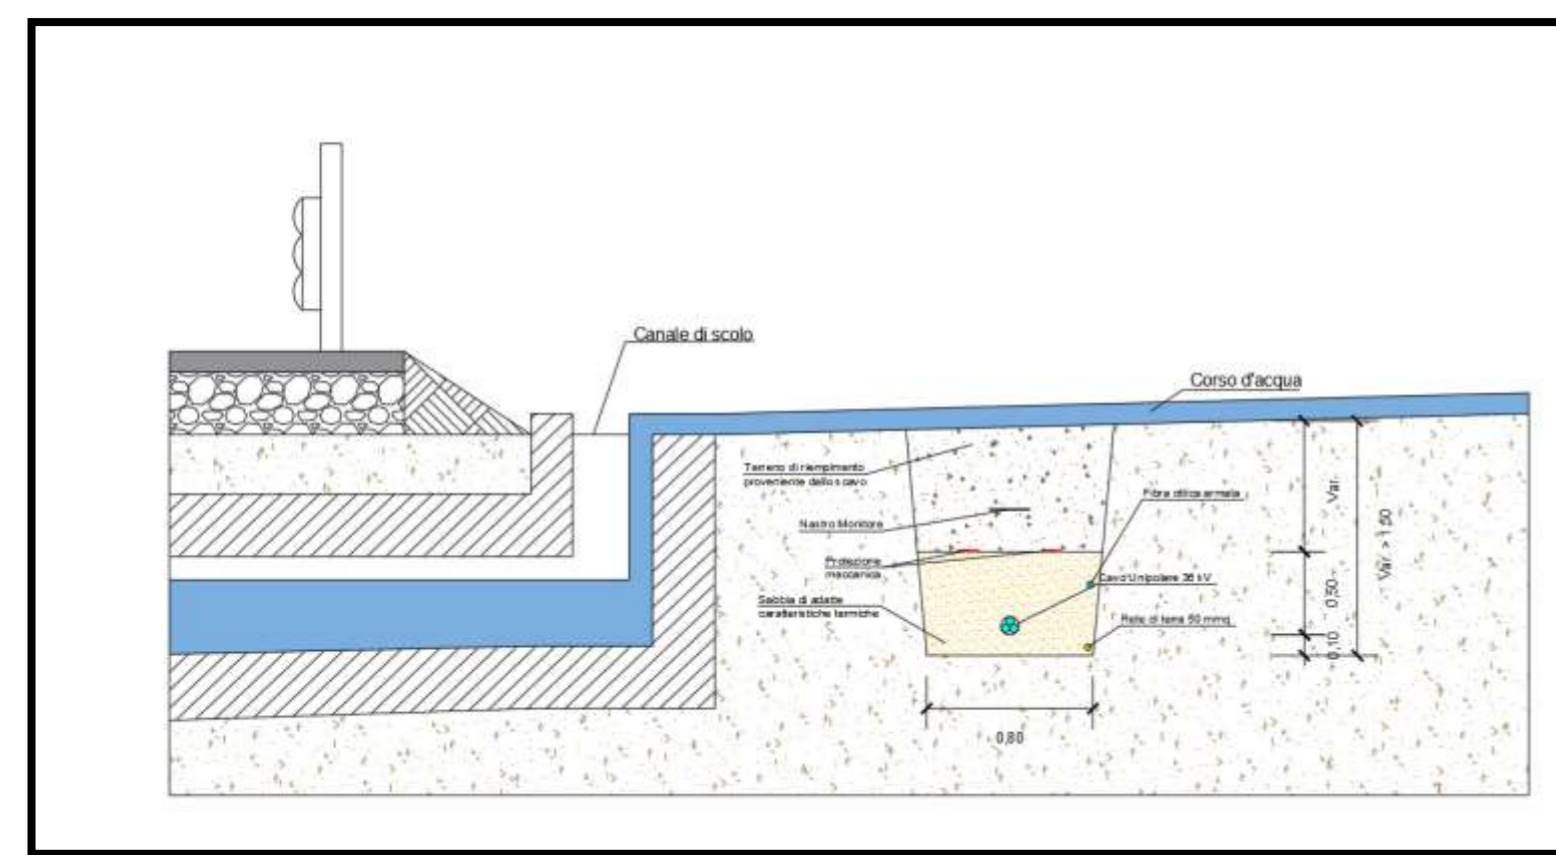 Canale di scolo
Corso d'acqua
Terreno di riempimento
proveniente dello scavo
Fibra ottica armata
Nastro Monitore
Protezione
meccanica
Cavo Unipolare 36 kV
Sabbia di adatte
caratteristiche termiche
Rete di terra 50 mmq
Var.
Var. > 1.50
0,50
0,10
0,80